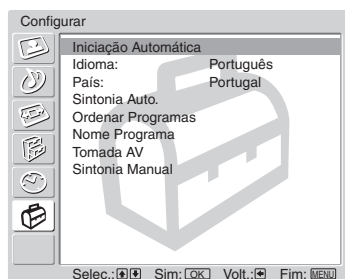 Configurar
Iniciação Automática
Idioma: Português
País: Portugal
Sintonia Auto.
Ordenar Programas
Nome Programa
Tomada AV
Sintonia Manual
Selec.: Sim: OK Volt.: Fim: MENU